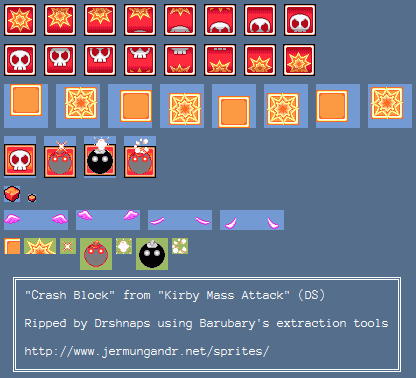 "Crash Block" from "Kirby Mass Attack" (DS)
Ripped by Drshnaps using Barubary's extraction tools
http://www.jermungandr.net/sprites/